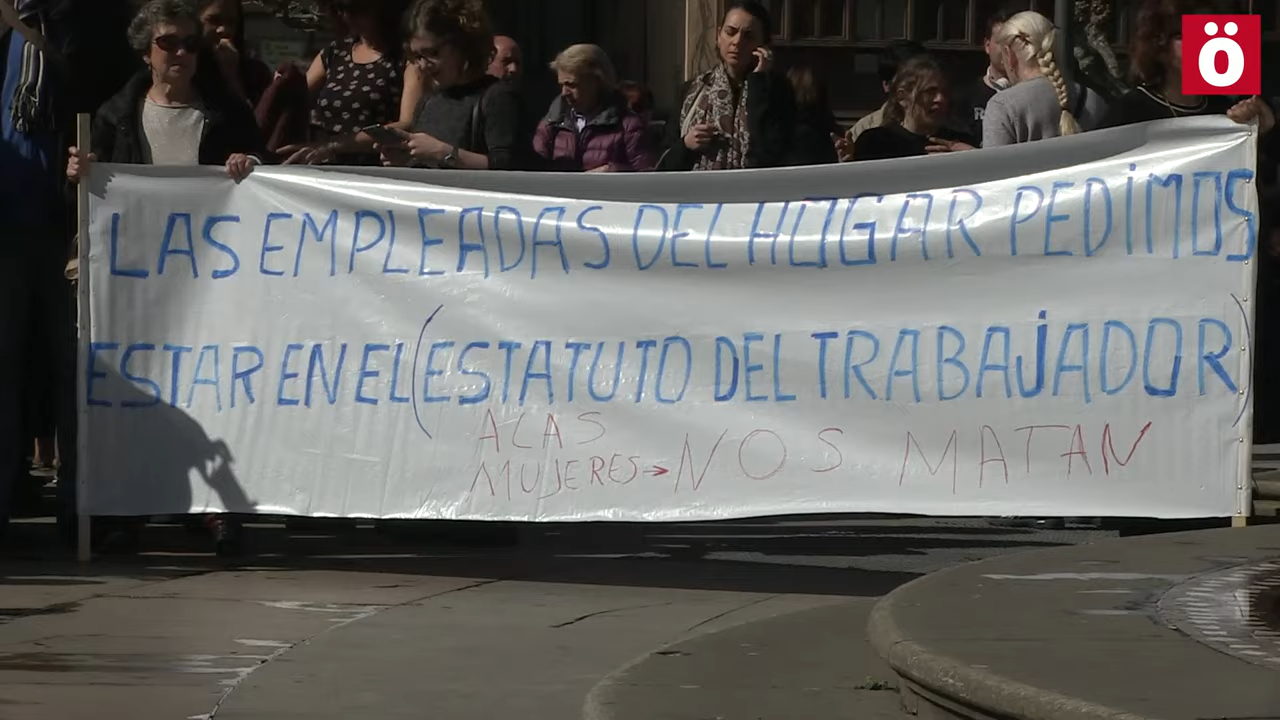 Ö
LAS EMPLEADAS DEL HOGAR PEDIMOS
ESTAR EN EL (ESTATUTO DEL TRABAJADOR)
A LAS
MUJERES → NOS MATAN